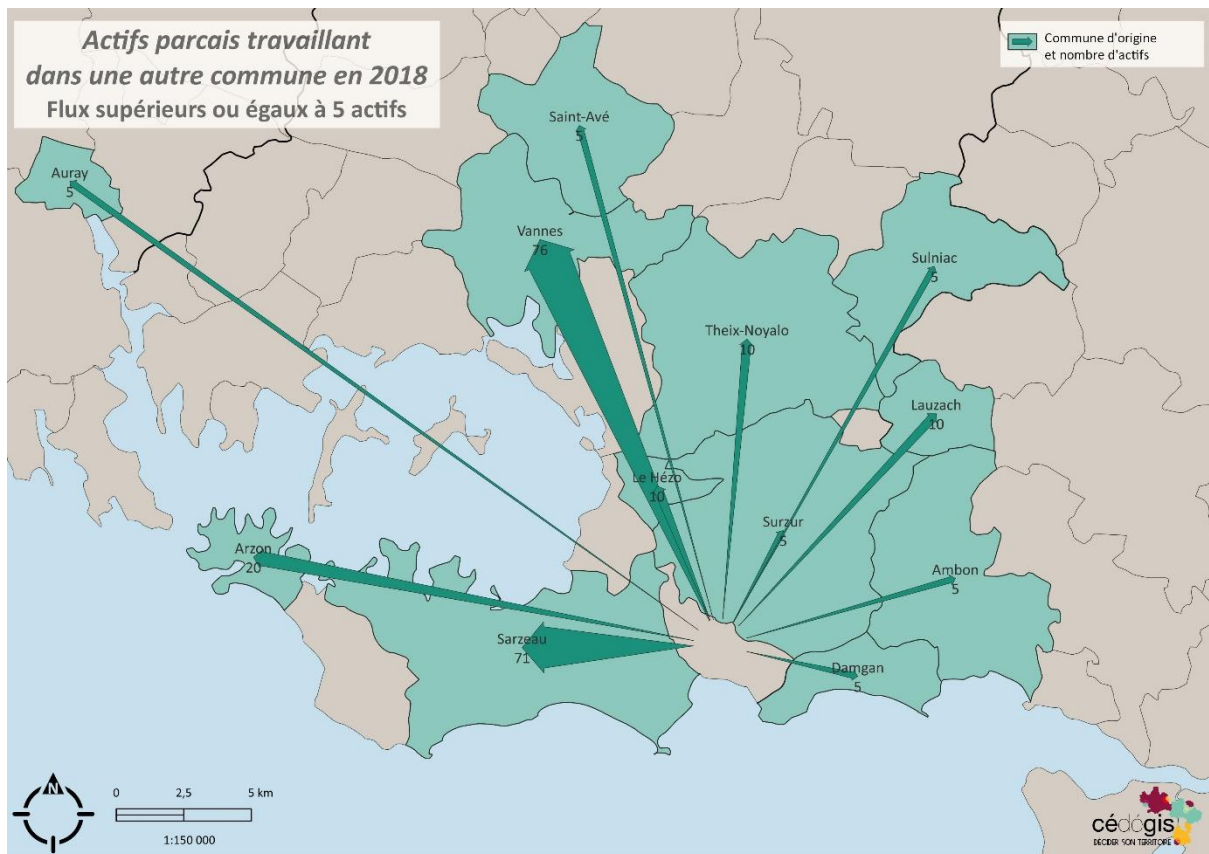 Actifs parcais travaillant
dans une autre commune en 2018
Flux supérieurs ou égaux à 5 actifs
Commune d'origine
et nombre d'actifs
Saint-Avé
5
Auray
5
Vannes
76
Sulniac
5
Theix-Noyalo
10
Lauzach
10
Le Hézo
10
Surzur
5
Arzon
20
Ambon
5
Sarzeau
71
Damgan
5
N
0 2,5 5 km
1:150 000
cédégis
DÉCIDER SON TERRITOIRE